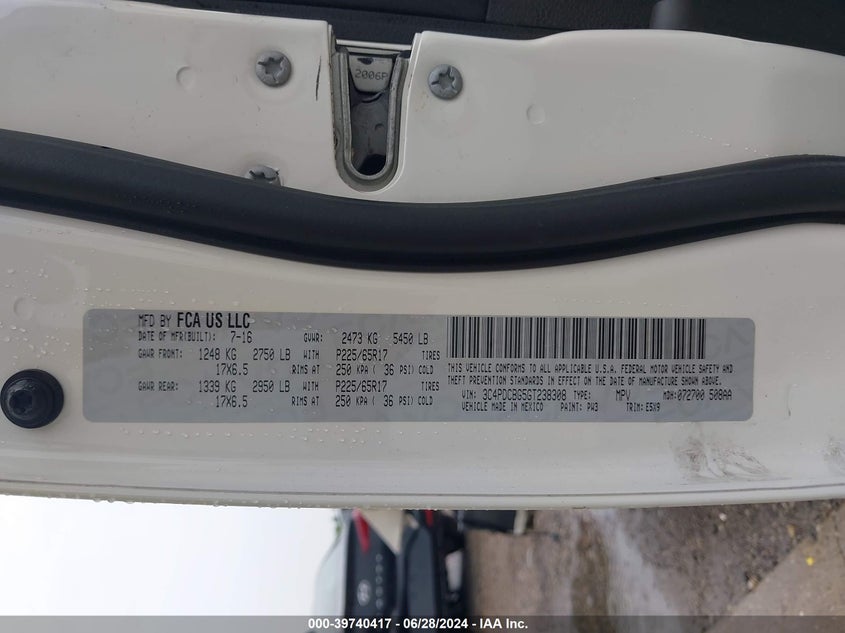 2006P
MFD BY FCA US LLC
DATE OF MFR(BUILT): 7-16 GVWR: 2473 KG 5450 LB
GAWR FRONT: 1248 KG 2750 LB WITH P225/65R17 TIRES
17X6.5 RIMS AT 250 KPA ( 36 PSI) COLD
GAWR REAR: 1339 KG 2950 LB WITH P225/65R17 TIRES
17X6.5 RIMS AT 250 KPA ( 36 PSI) COLD
THIS VEHICLE CONFORMS TO ALL APPLICABLE U.S.A. FEDERAL MOTOR VEHICLE SAFETY AND
THEFT PREVENTION STANDARDS IN EFFECT ON THE DATE OF MANUFACTURE SHOWN ABOVE.
VIN: 3C4PDCBG5GT238308 TYPE: MPV MDH: 072700 508AA
VEHICLE MADE IN MEXICO PAINT: PW3 TRIM: E5X9
000-39740417 - 06/28/2024 - IAA Inc.